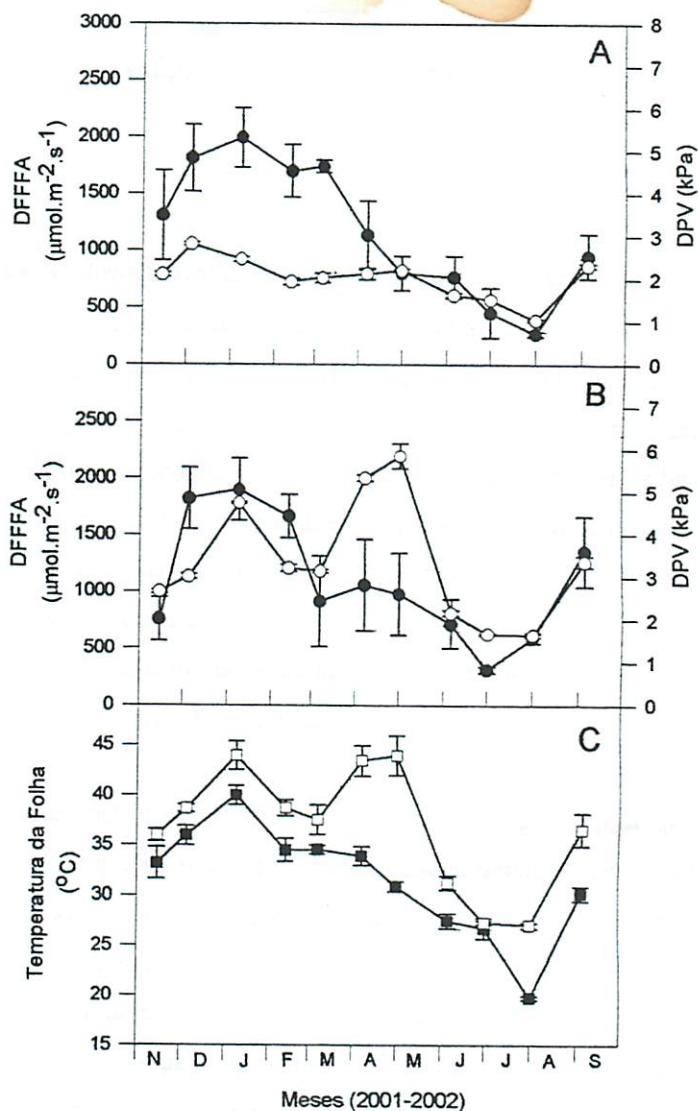 A
3000
2500
2000
1500
1000
500
0
DFFFA
(µmol.m-2.s-1)
8
7
6
5
4
3
2
1
0
DPV (kPa)
B
2500
2000
1500
1000
500
0
DFFFA
(µmol.m-2.s-1)
7
6
5
4
3
2
1
0
DPV (kPa)
C
45
40
35
30
25
20
15
Temperatura da Folha
(ºC)
N D J F M A M J J A S
Meses (2001-2002)